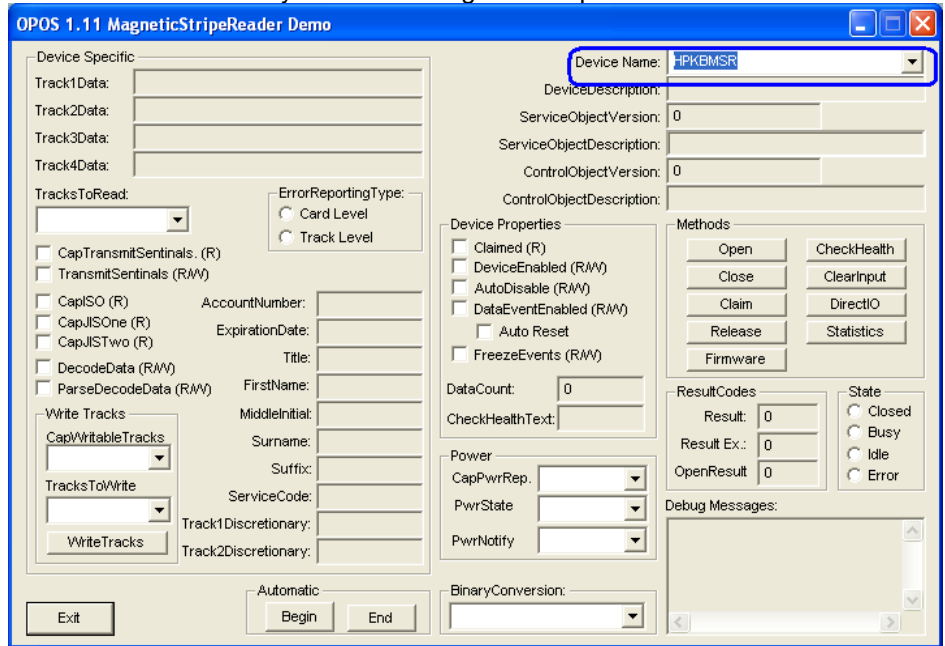 OPOS 1.11 MagneticStripeReader Demo
Device Specific
Track1Data:
Track2Data:
Track3Data:
Track4Data:
TracksToRead:
ErrorReportingType:
Card Level
Track Level
CapTransmitSentinals. (R)
TransmitSentinals (R/W)
CapISO (R)
CapJISOne (R)
CapJISTwo (R)
DecodeData (R/W)
ParseDecodeData (R/W)
AccountNumber:
ExpirationDate:
Title:
FirstName:
MiddleInitial:
Surname:
Suffix:
ServiceCode:
Track1Discretionary:
Track2Discretionary:
Write Tracks
CapWritableTracks
TracksToWrite
WriteTracks
Exit
Automatic
Begin
End
Device Name: HPKBMSR
DeviceDescription:
ServiceObjectVersion: 0
ServiceObjectDescription:
ControlObjectVersion: 0
ControlObjectDescription:
Device Properties
Claimed (R)
DeviceEnabled (R/W)
AutoDisable (R/W)
DataEventEnabled (R/W)
Auto Reset
FreezeEvents (R/W)
DataCount: 0
CheckHealthText:
Power
CapPwrRep.
PwrState
PwrNotify
BinaryConversion:
Methods
Open CheckHealth
Close ClearInput
Claim DirectIO
Release Statistics
Firmware
ResultCodes
Result: 0
Result Ex.: 0
OpenResult 0
State
Closed
Busy
Idle
Error
Debug Messages: